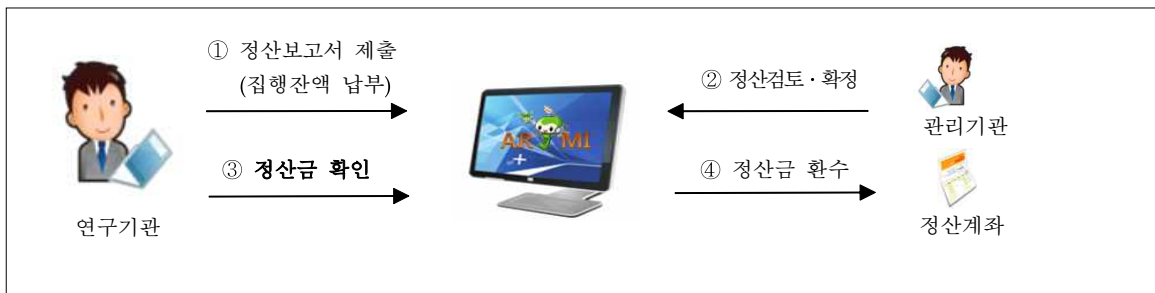 ① 정산보고서 제출
(집행잔액 납부)
② 정산검토·확정
관리기관
AR MI
③ 정산금 확인
④ 정산금 환수
연구기관
정산계좌